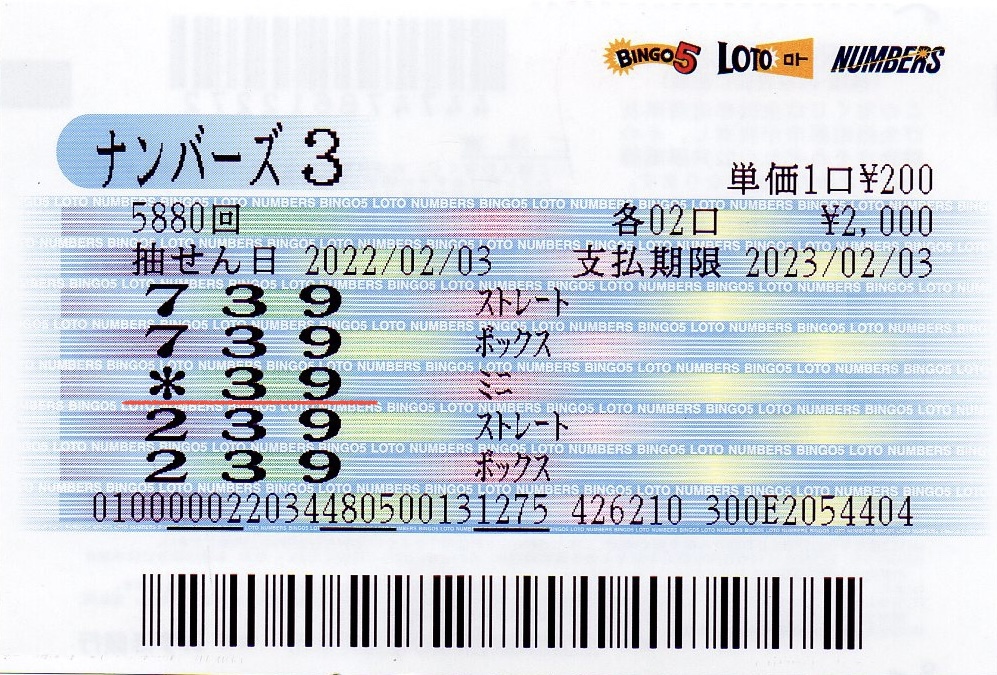 BINGO5 LOTO ロト NUMBERS
ナンバーズ 3
単価1口¥200
5880回 各02口 ¥2,000
抽せん日 2022/02/03 支払期限 2023/02/03
7 3 9 ストレート
7 3 9 ボックス
* 3 9 ミニ
2 3 9 ストレート
2 3 9 ボックス
010000022034480500131275 426210 300E2054404